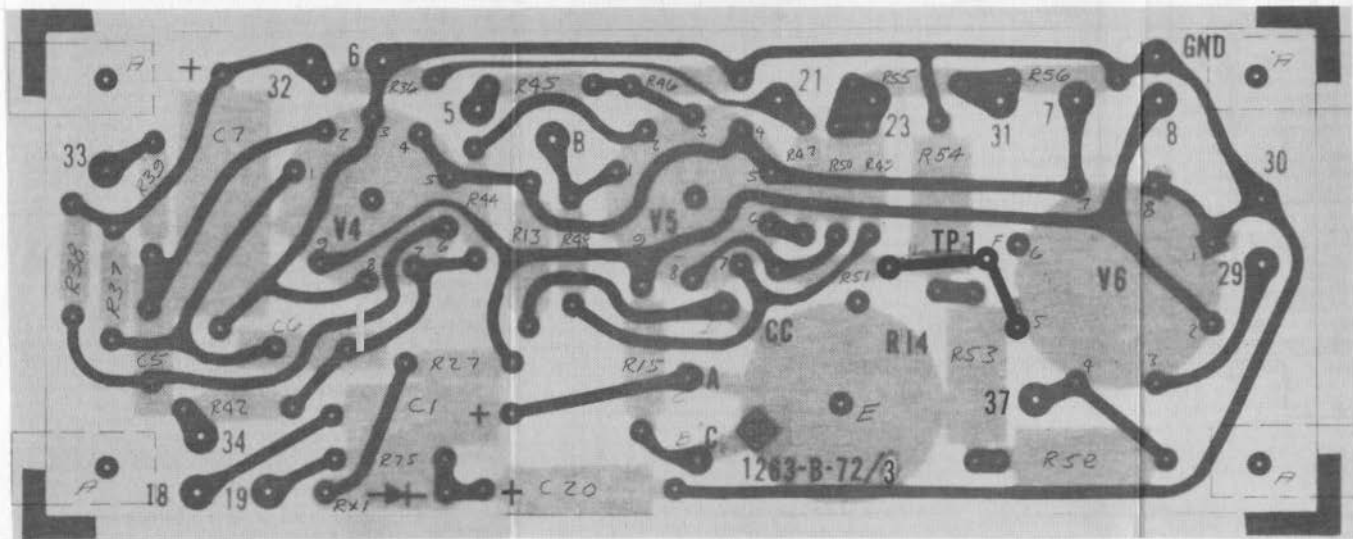 A + 32 6 R36 5 R45 R46 21 R55 23 R56 31 7 GND 8 A
33 R39 C7 2 3 4 B 2 3 4 R47 R50 R49 R54 30
1 5 R44 1 5 7 8
R38 R37 V4 9 8 7 6 R13 R48 V5 9 8 7 6 R51 TP1 F 6 V6 1 29
C6 CC R14 5 2
C5 R27 R15 A R53 4 3
R42 C1 + C E 37
34 B C
A R75 1263-B-72/3 R52 A
18 19 RX1 + C20